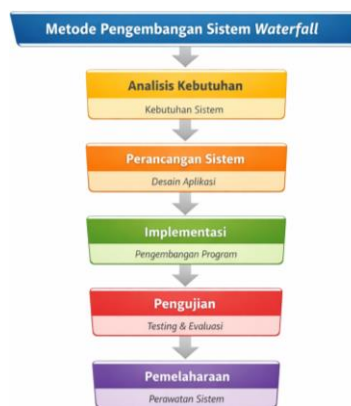 Metode Pengembangan Sistem Waterfall
Analisis Kebutuhan
Kebutuhan Sistem
Perancangan Sistem
Desain Aplikasi
Implementasi
Pengembangan Program
Pengujian
Testing & Evaluasi
Pemelaharaan
Perawatan Sistem